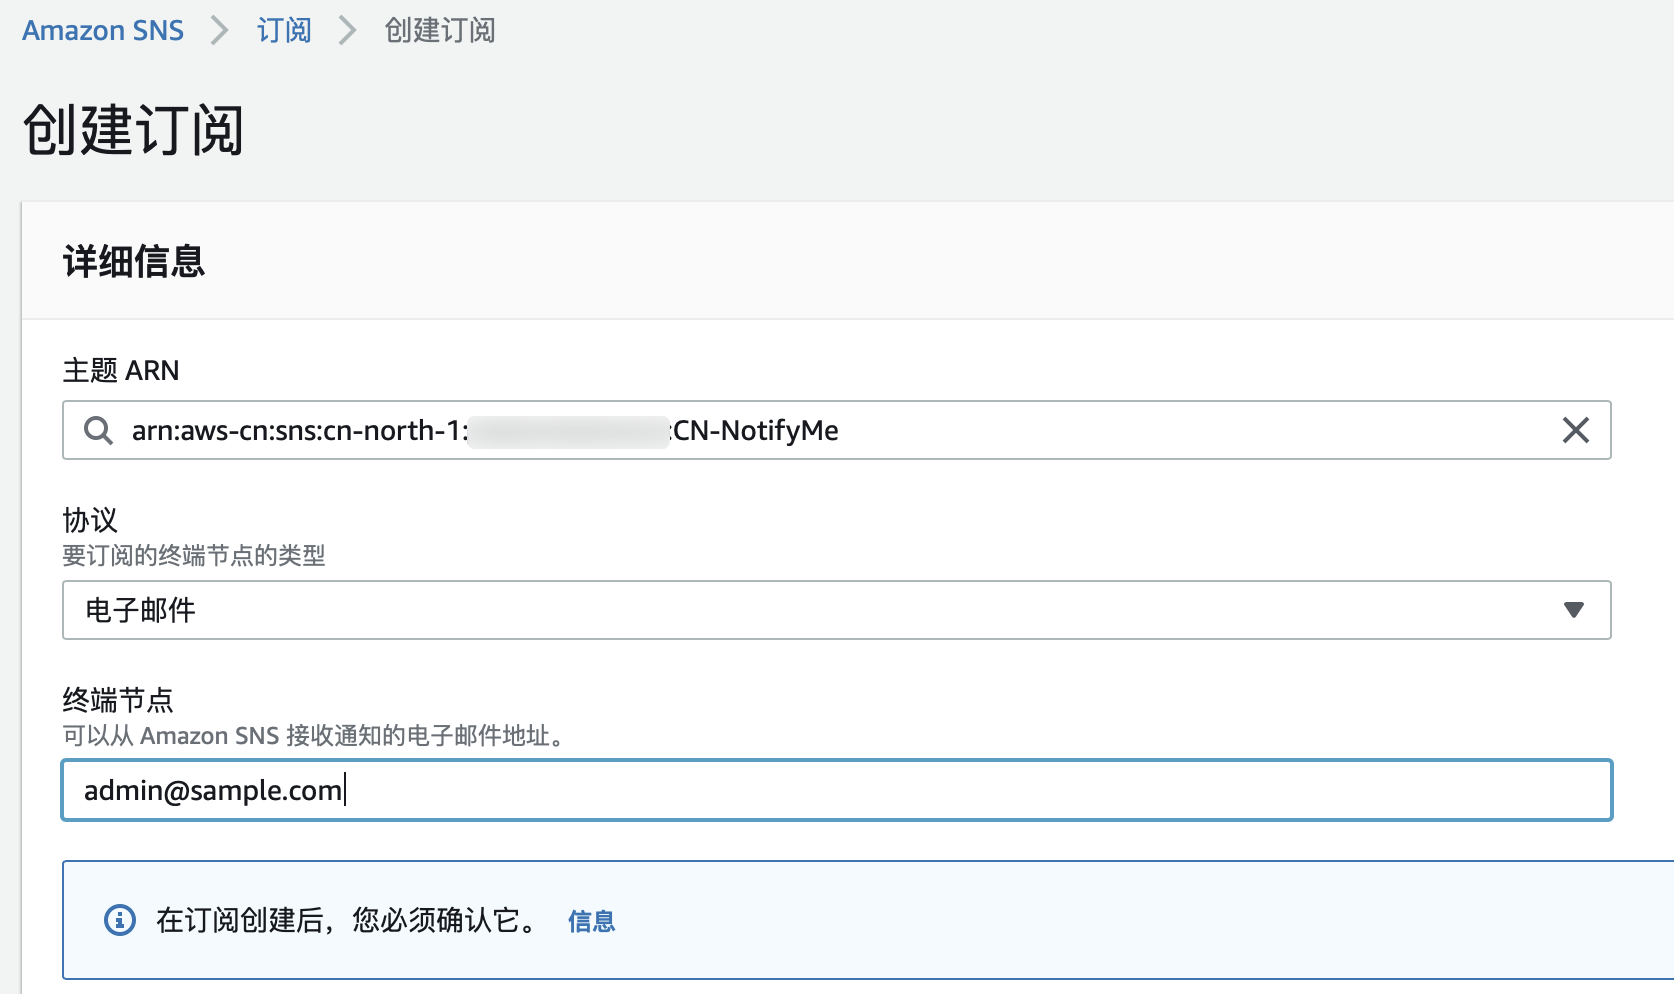 Amazon SNS > 订阅 > 创建订阅
创建订阅
详细信息
主题 ARN
arn:aws-cn:sns:cn-north-1: :CN-NotifyMe
协议
要订阅的终端节点的类型
电子邮件
终端节点
可以从 Amazon SNS 接收通知的电子邮件地址。
admin@sample.com
在订阅创建后，您必须确认它。 信息